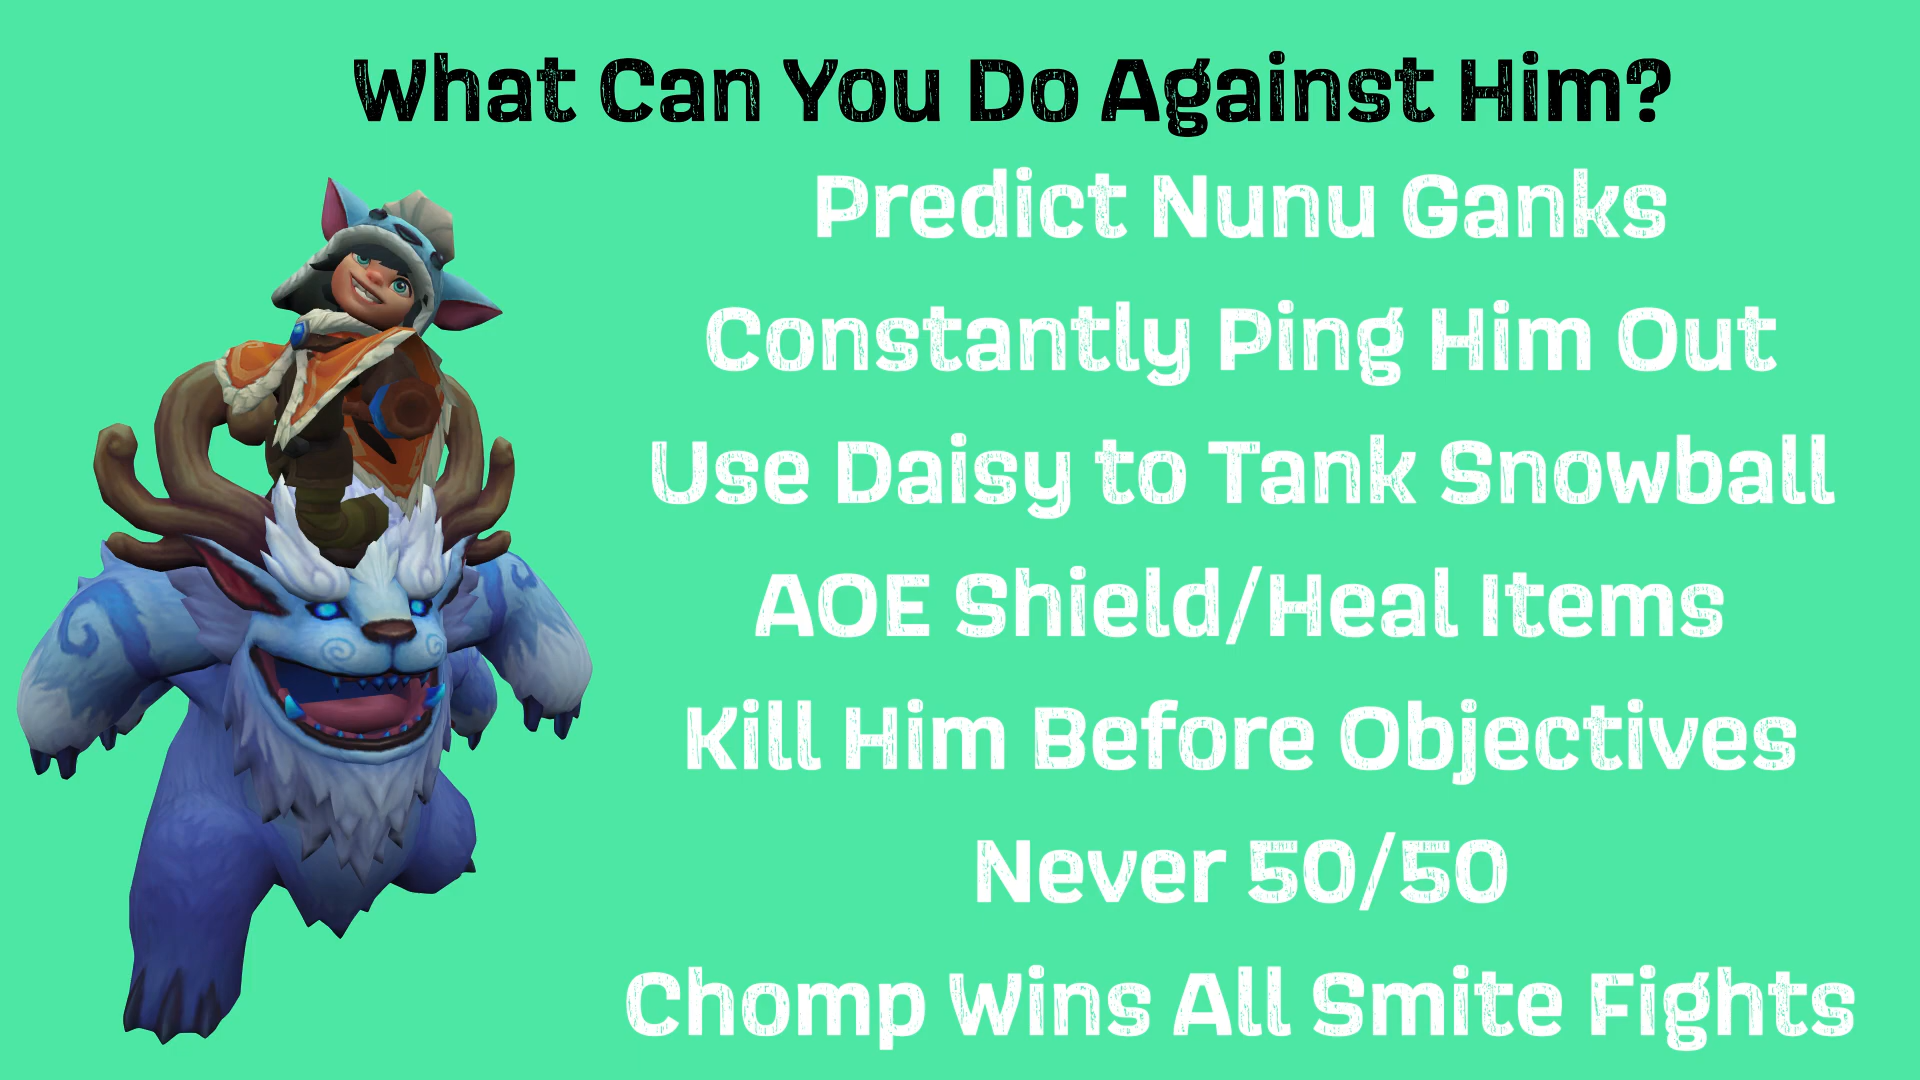 What Can You Do Against Him?
Predict Nunu Ganks
Constantly Ping Him Out
Use Daisy to Tank Snowball
AOE Shield/Heal Items
Kill Him Before Objectives
Never 50/50
Chomp Wins All Smite Fights